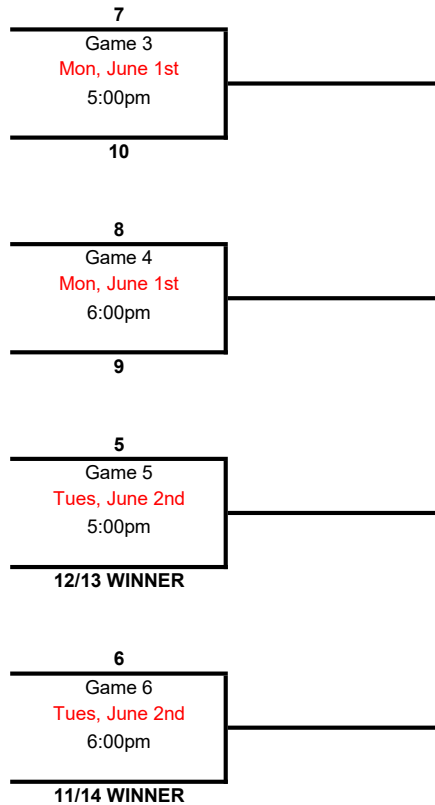 7
Game 3
Mon, June 1st
5:00pm
10
8
Game 4
Mon, June 1st
6:00pm
9
5
Game 5
Tues, June 2nd
5:00pm
12/13 WINNER
6
Game 6
Tues, June 2nd
6:00pm
11/14 WINNER